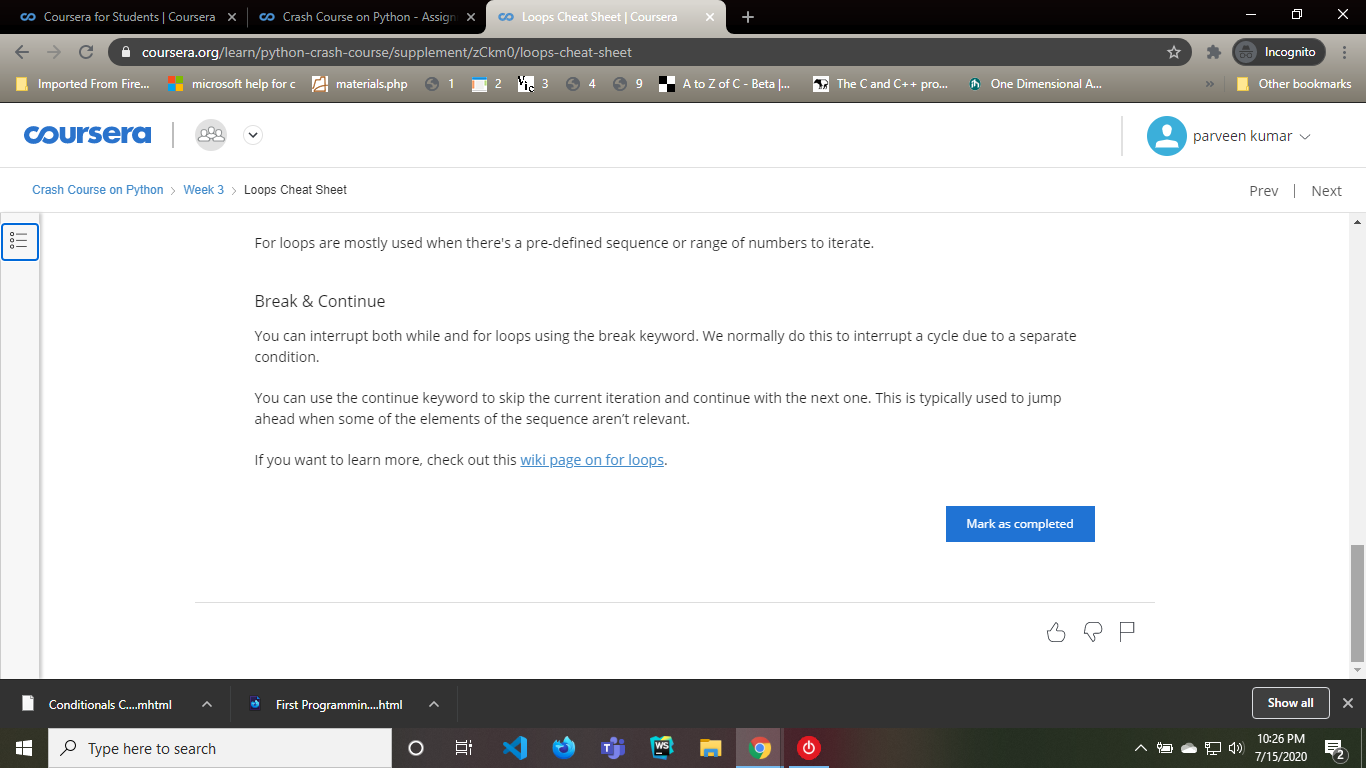 Coursera for Students | Coursera
Crash Course on Python - Assign
Loops Cheat Sheet | Coursera
coursera.org/learn/python-crash-course/supplement/zCkm0/loops-cheat-sheet
Incognito
Imported From Fire...
microsoft help for c
materials.php
1
2
3
4
9
A to Z of C - Beta |...
The C and C++ pro...
One Dimensional A...
»
Other bookmarks
coursera
parveen kumar
Crash Course on Python > Week 3 > Loops Cheat Sheet
Prev | Next
For loops are mostly used when there's a pre-defined sequence or range of numbers to iterate.
Break & Continue
You can interrupt both while and for loops using the break keyword. We normally do this to interrupt a cycle due to a separate
condition.
You can use the continue keyword to skip the current iteration and continue with the next one. This is typically used to jump
ahead when some of the elements of the sequence aren’t relevant.
If you want to learn more, check out this wiki page on for loops.
Mark as completed
Conditionals C....mhtml
First Programmin....html
Show all
Type here to search
WS
10:26 PM
7/15/2020
2